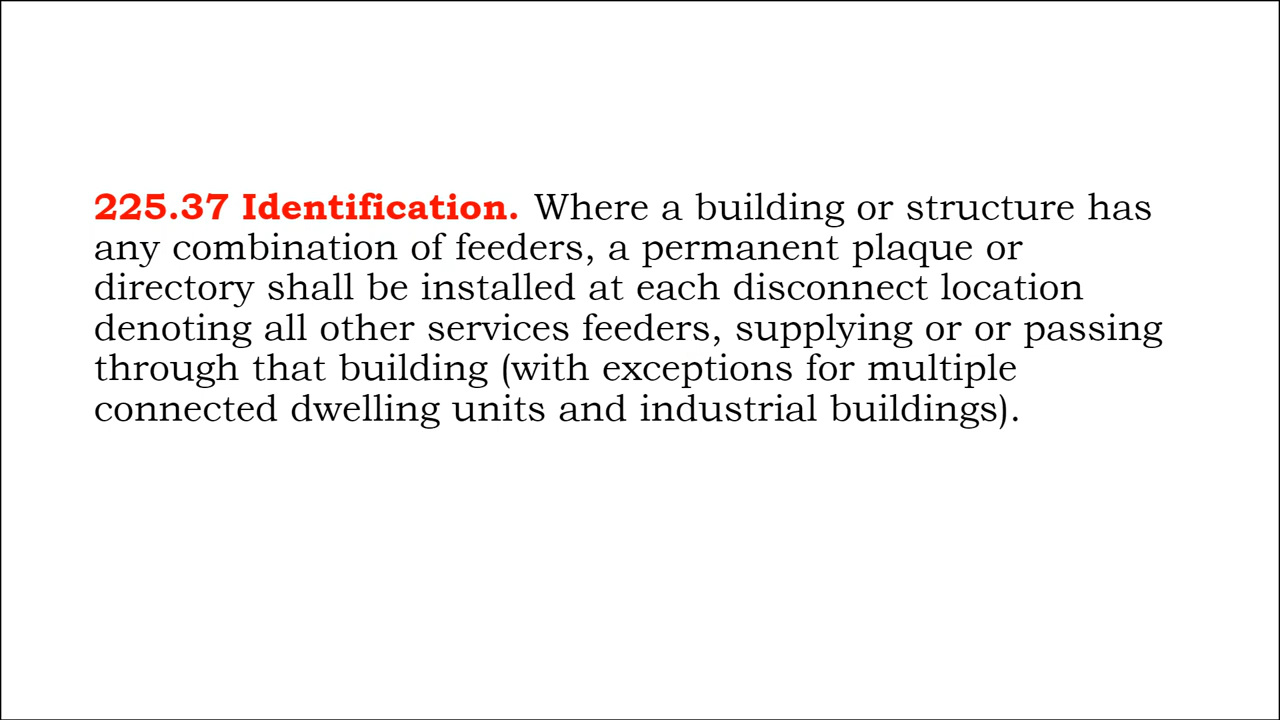 225.37 Identification. Where a building or structure has
any combination of feeders, a permanent plaque or
directory shall be installed at each disconnect location
denoting all other services feeders, supplying or or passing
through that building (with exceptions for multiple
connected dwelling units and industrial buildings).